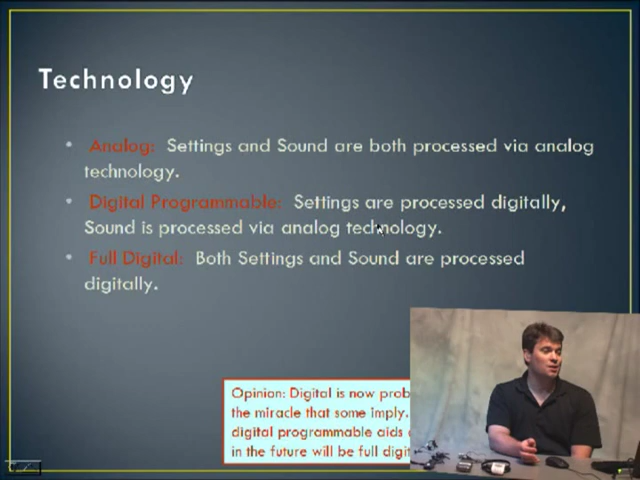 Technology
• Analog: Settings and Sound are both processed via analog
technology.
• Digital Programmable: Settings are processed digitally,
Sound is processed via analog technology.
• Full Digital: Both Settings and Sound are processed
digitally.
Opinion: Digital is now
the miracle that some imply.
digital programmable aids
in the future will be full